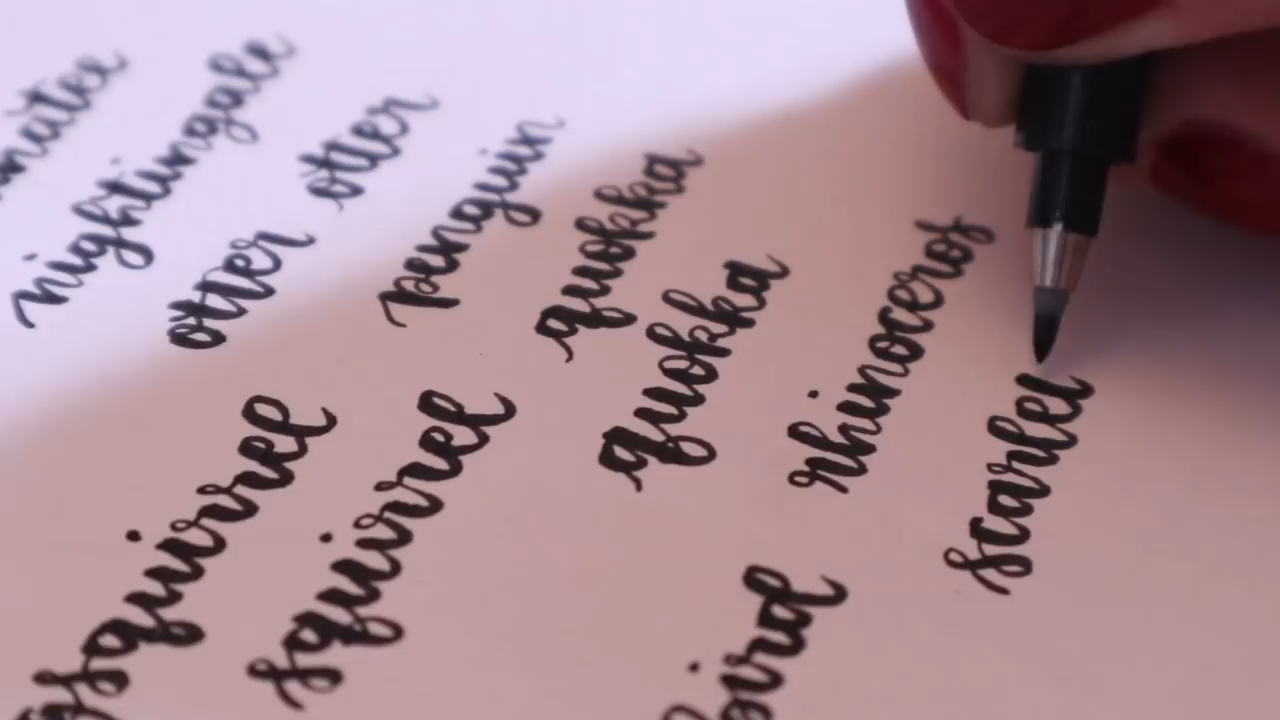 nightingale
otter otter
penguin
quokka
quokka
rhinoceros
scarlet
squirrel
squirrel